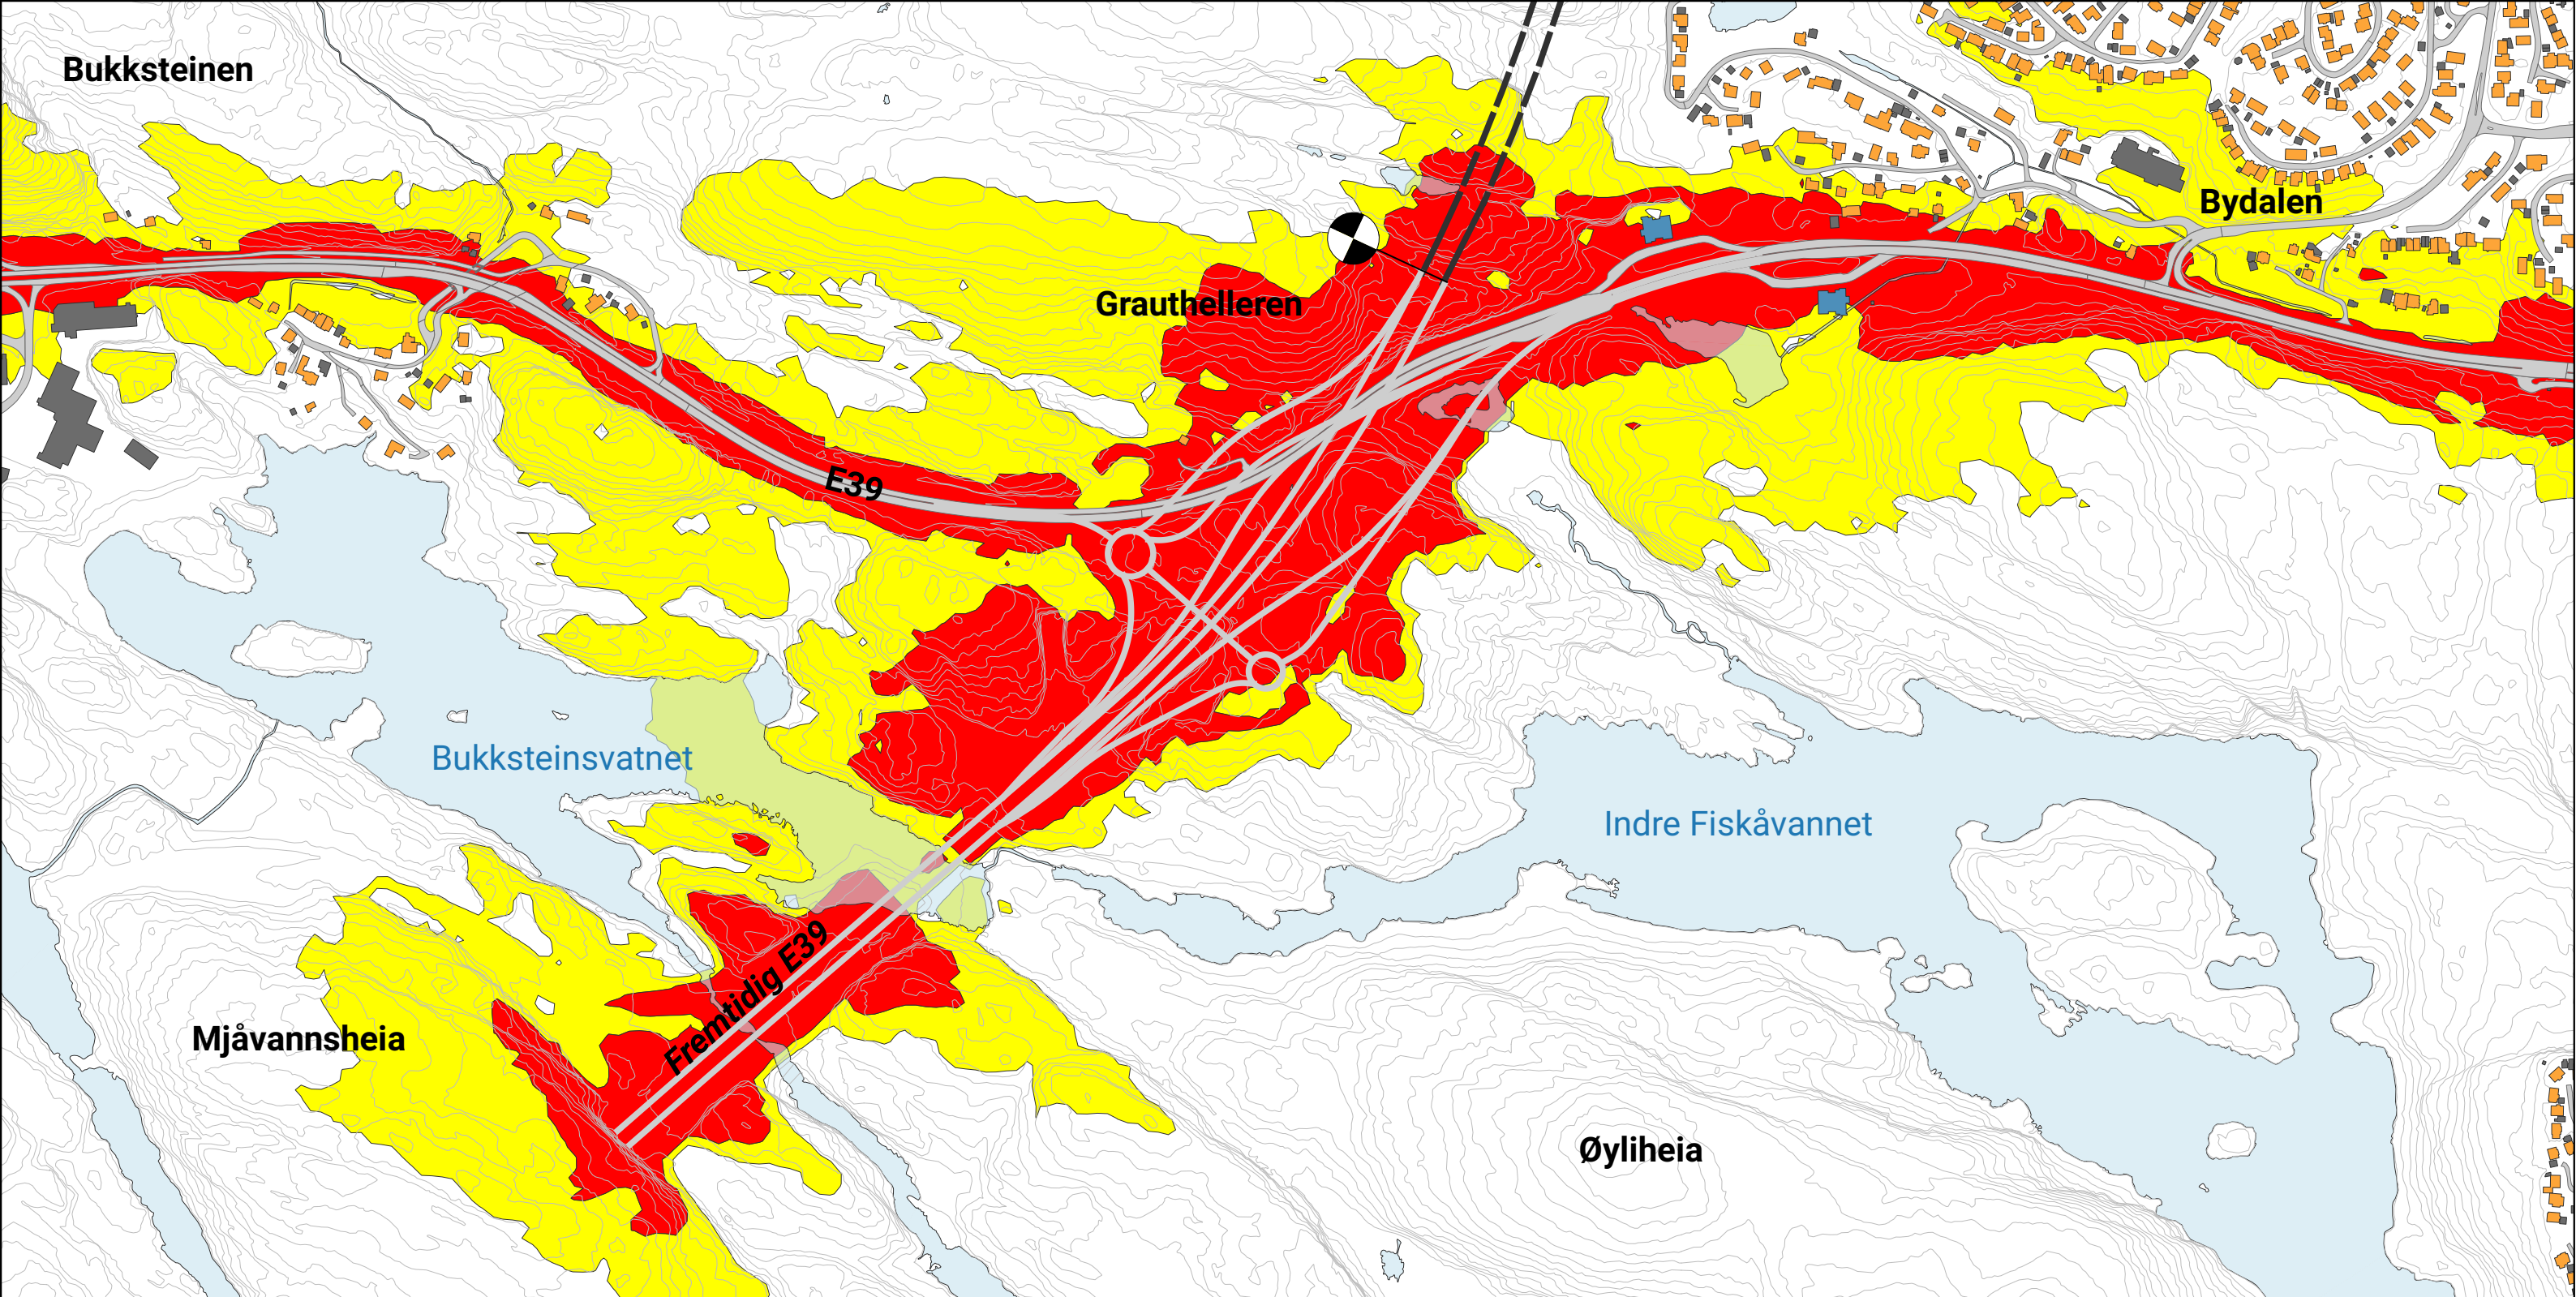 Bukksteinen
Bydalen
Grauthelleren
E39
Bukksteinsvatnet
Indre Fiskåvannet
Fremtidig E39
Mjåvannsheia
Øyliheia